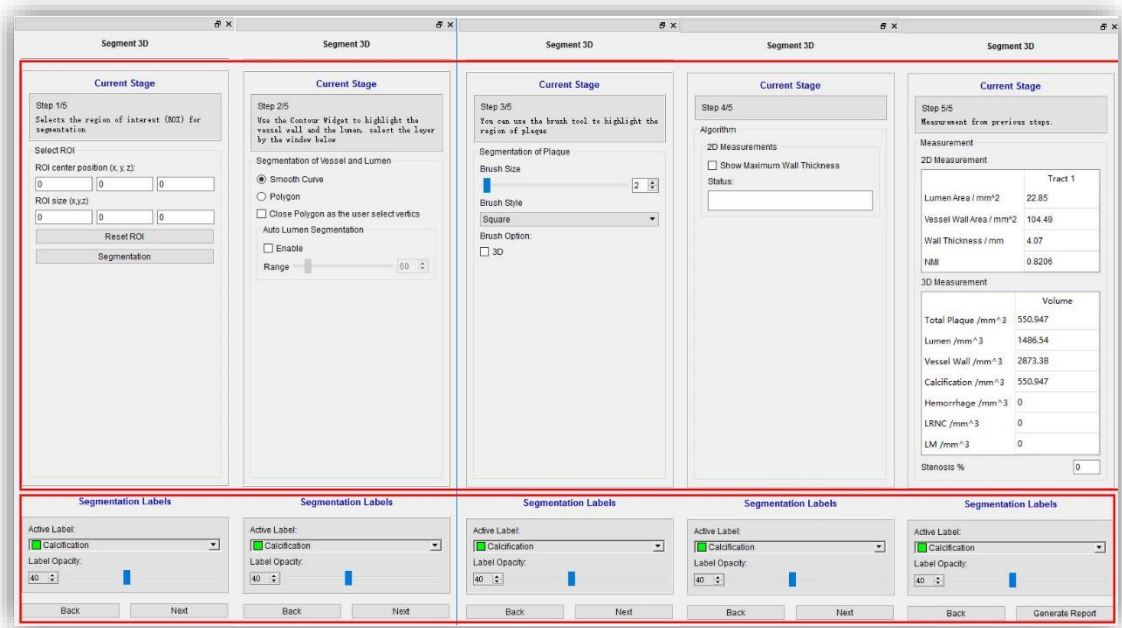 Segment 3D
Current Stage
Step 1/5
Selects the region of interest (ROI) for
segmentation
Select ROI
ROI center position (x, y, z):
0 0 0
ROI size (x,y,z)
0 0 0
Reset ROI
Segmentation
Segmentation Labels
Active Label:
Calcification
Label Opacity:
40
Back Next
Segment 3D
Current Stage
Step 2/5
Use the Contour Widget to highlight the
vessel wall and the lumen, select the layer
by the window below
Segmentation of Vessel and Lumen
Smooth Curve
Polygon
Close Polygon as the user select vertics
Auto Lumen Segmentation
Enable
Range 60
Segmentation Labels
Active Label:
Calcification
Label Opacity:
40
Back Next
Segment 3D
Current Stage
Step 3/5
You can use the brush tool to highlight the
region of plaque
Segmentation of Plaque
Brush Size
2
Brush Style
Square
Brush Option:
3D
Segmentation Labels
Active Label:
Calcification
Label Opacity:
40
Back Next
Segment 3D
Current Stage
Step 4/5
Algorithm
2D Measurements
Show Maximum Wall Thickness
Status:
Segmentation Labels
Active Label:
Calcification
Label Opacity:
40
Back Next
Segment 3D
Current Stage
Step 5/5
Measurement from previous steps.
Measurement
2D Measurement
Tract 1
Lumen Area / mm^2 22.85
Vessel Wall Area / mm^2 104.49
Wall Thickness / mm 4.07
NMI 0.8206
3D Measurement
Volume
Total Plaque /mm^3 550.947
Lumen /mm^3 1486.54
Vessel Wall /mm^3 2873.38
Calcification /mm^3 550.947
Hemorrhage /mm^3 0
LRNC /mm^3 0
LM /mm^3 0
Stenosis % 0
Segmentation Labels
Active Label:
Calcification
Label Opacity:
40
Back Generate Report